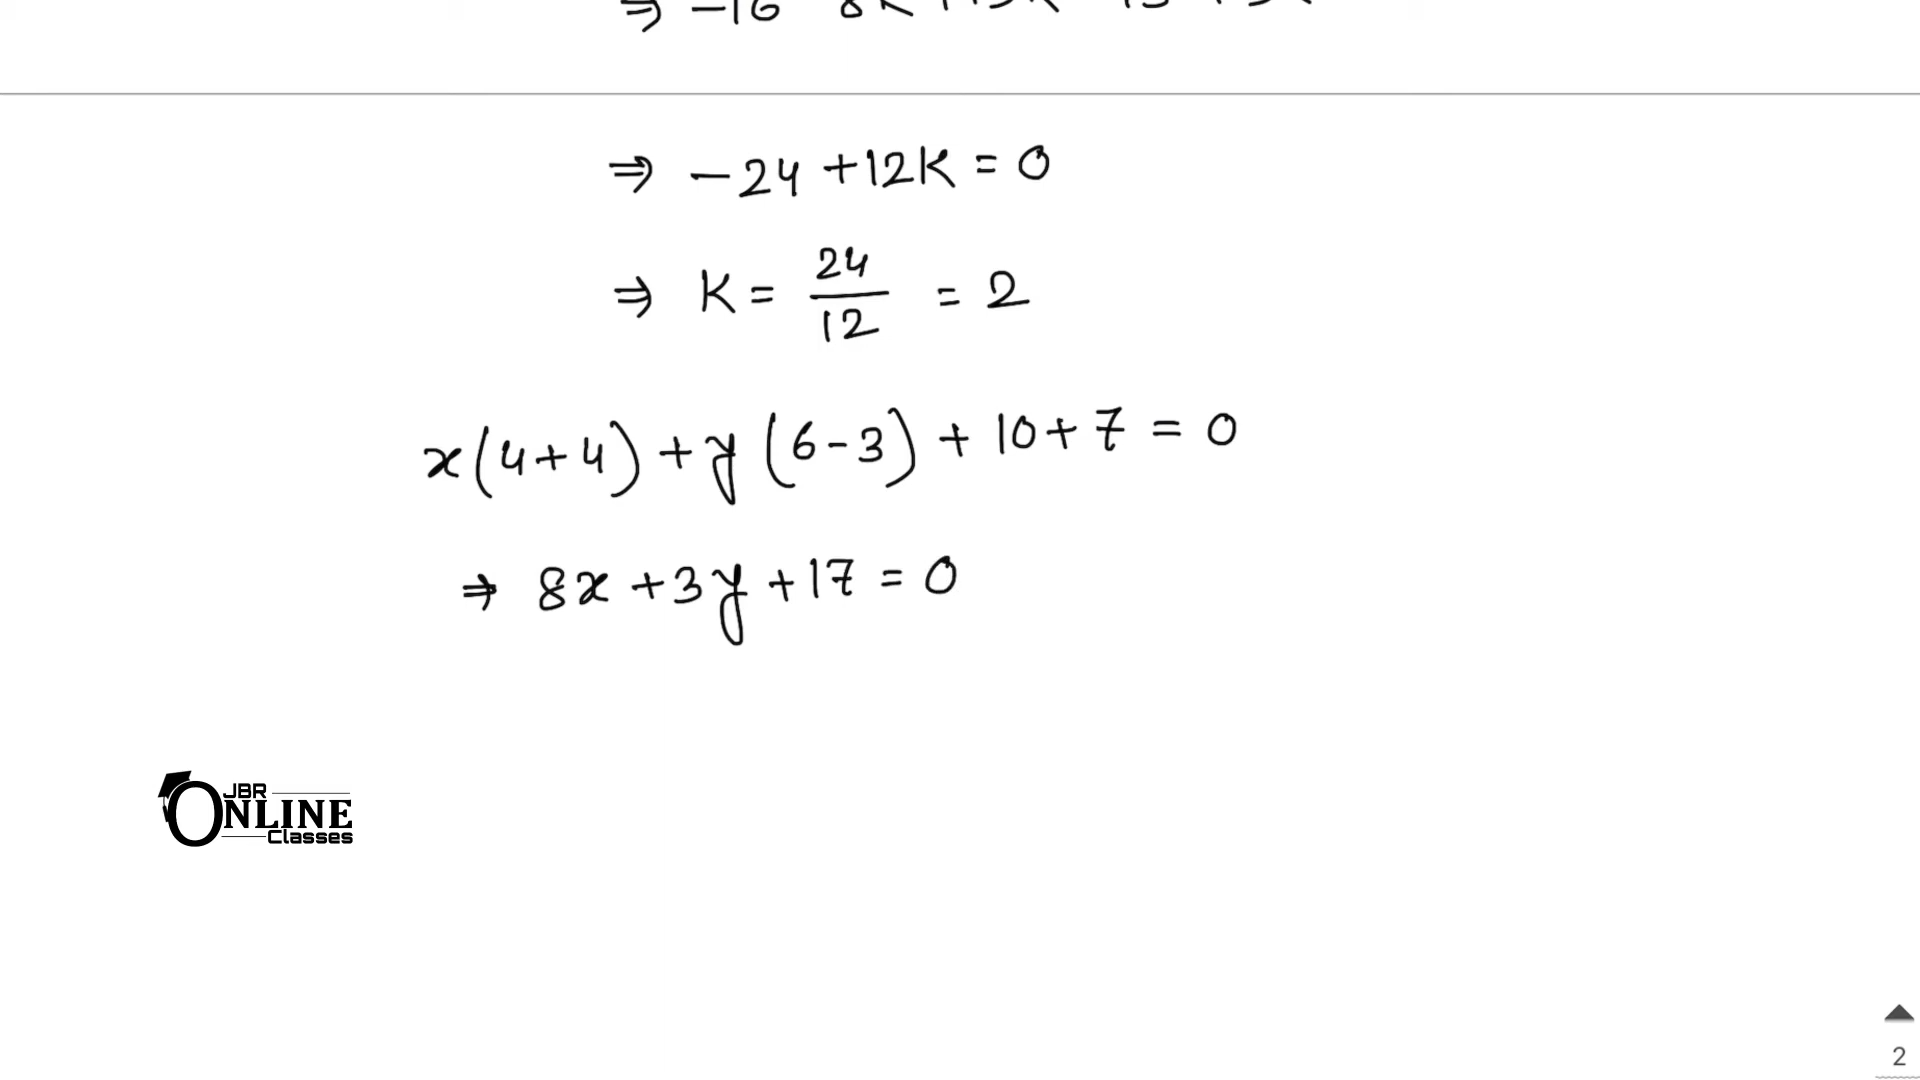 ⇒ -24 +12K = 0
⇒ K = 24/12 = 2
x(4+4) + y(6-3) + 10+7 = 0
⇒ 8x +3y +17 = 0
JBR
ONLINE
Classes
2